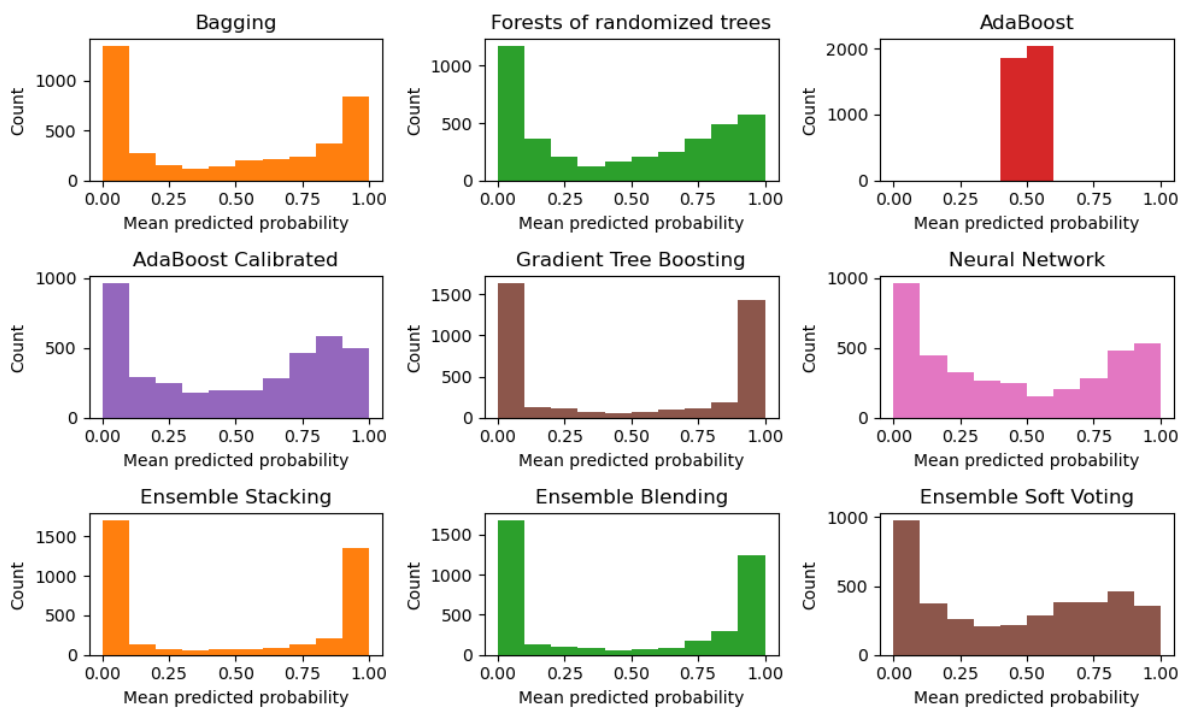 Bagging
Count
1000
500
0
0.00 0.25 0.50 0.75 1.00
Mean predicted probability
Forests of randomized trees
Count
1000
500
0
0.00 0.25 0.50 0.75 1.00
Mean predicted probability
AdaBoost
Count
2000
1000
0
0.00 0.25 0.50 0.75 1.00
Mean predicted probability
AdaBoost Calibrated
Count
1000
500
0
0.00 0.25 0.50 0.75 1.00
Mean predicted probability
Gradient Tree Boosting
Count
1500
1000
500
0
0.00 0.25 0.50 0.75 1.00
Mean predicted probability
Neural Network
Count
1000
500
0
0.00 0.25 0.50 0.75 1.00
Mean predicted probability
Ensemble Stacking
Count
1500
1000
500
0
0.00 0.25 0.50 0.75 1.00
Mean predicted probability
Ensemble Blending
Count
1500
1000
500
0
0.00 0.25 0.50 0.75 1.00
Mean predicted probability
Ensemble Soft Voting
Count
1000
500
0
0.00 0.25 0.50 0.75 1.00
Mean predicted probability